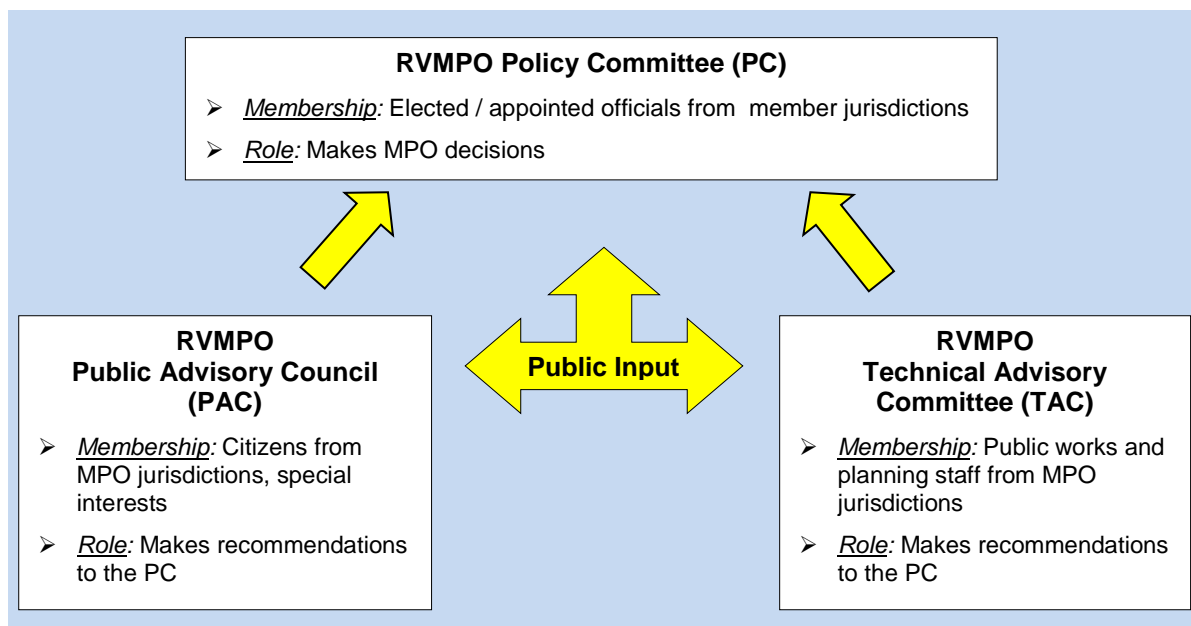 RVMPO Policy Committee (PC)
➢ Membership: Elected / appointed officials from member jurisdictions
➢ Role: Makes MPO decisions
Public Input
RVMPO
Public Advisory Council
(PAC)
➢ Membership: Citizens from
MPO jurisdictions, special
interests
➢ Role: Makes recommendations
to the PC
RVMPO
Technical Advisory
Committee (TAC)
➢ Membership: Public works and
planning staff from MPO
jurisdictions
➢ Role: Makes recommendations
to the PC